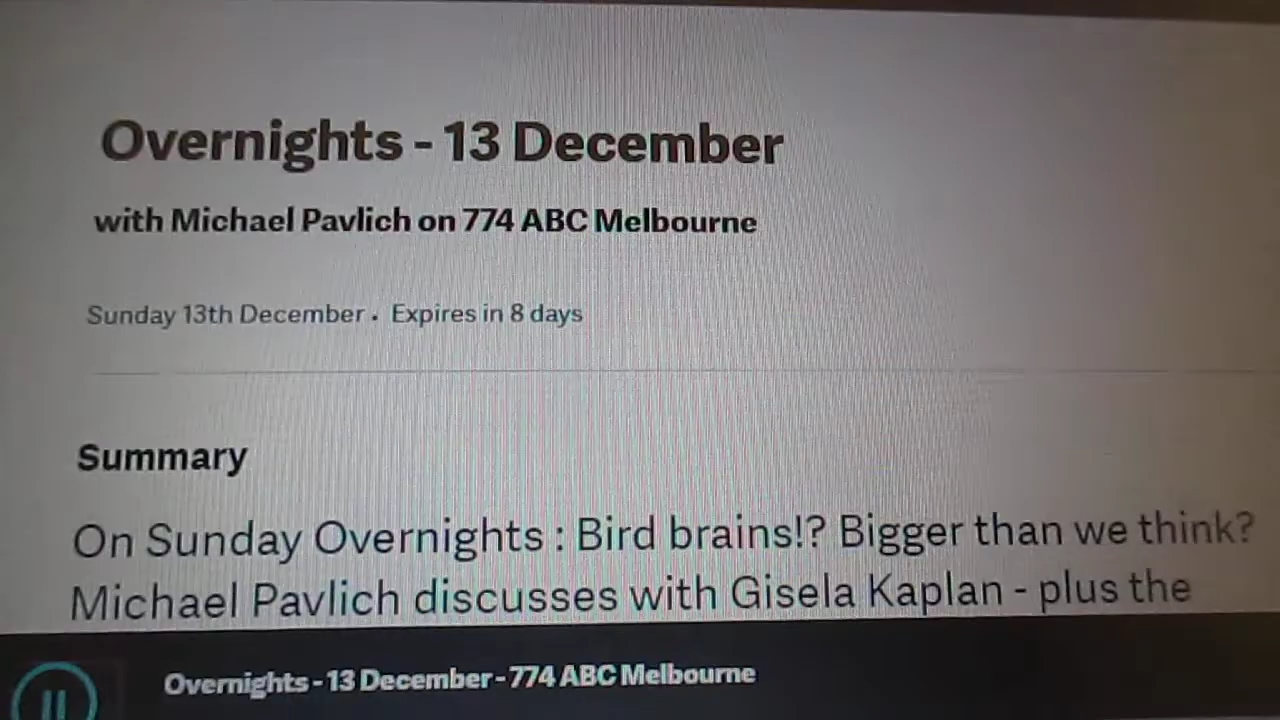 Overnights - 13 December
with Michael Pavlich on 774 ABC Melbourne
Sunday 13th December • Expires in 8 days
Summary
On Sunday Overnights : Bird brains!? Bigger than we think?
Michael Pavlich discusses with Gisela Kaplan - plus the
Overnights - 13 December - 774 ABC Melbourne